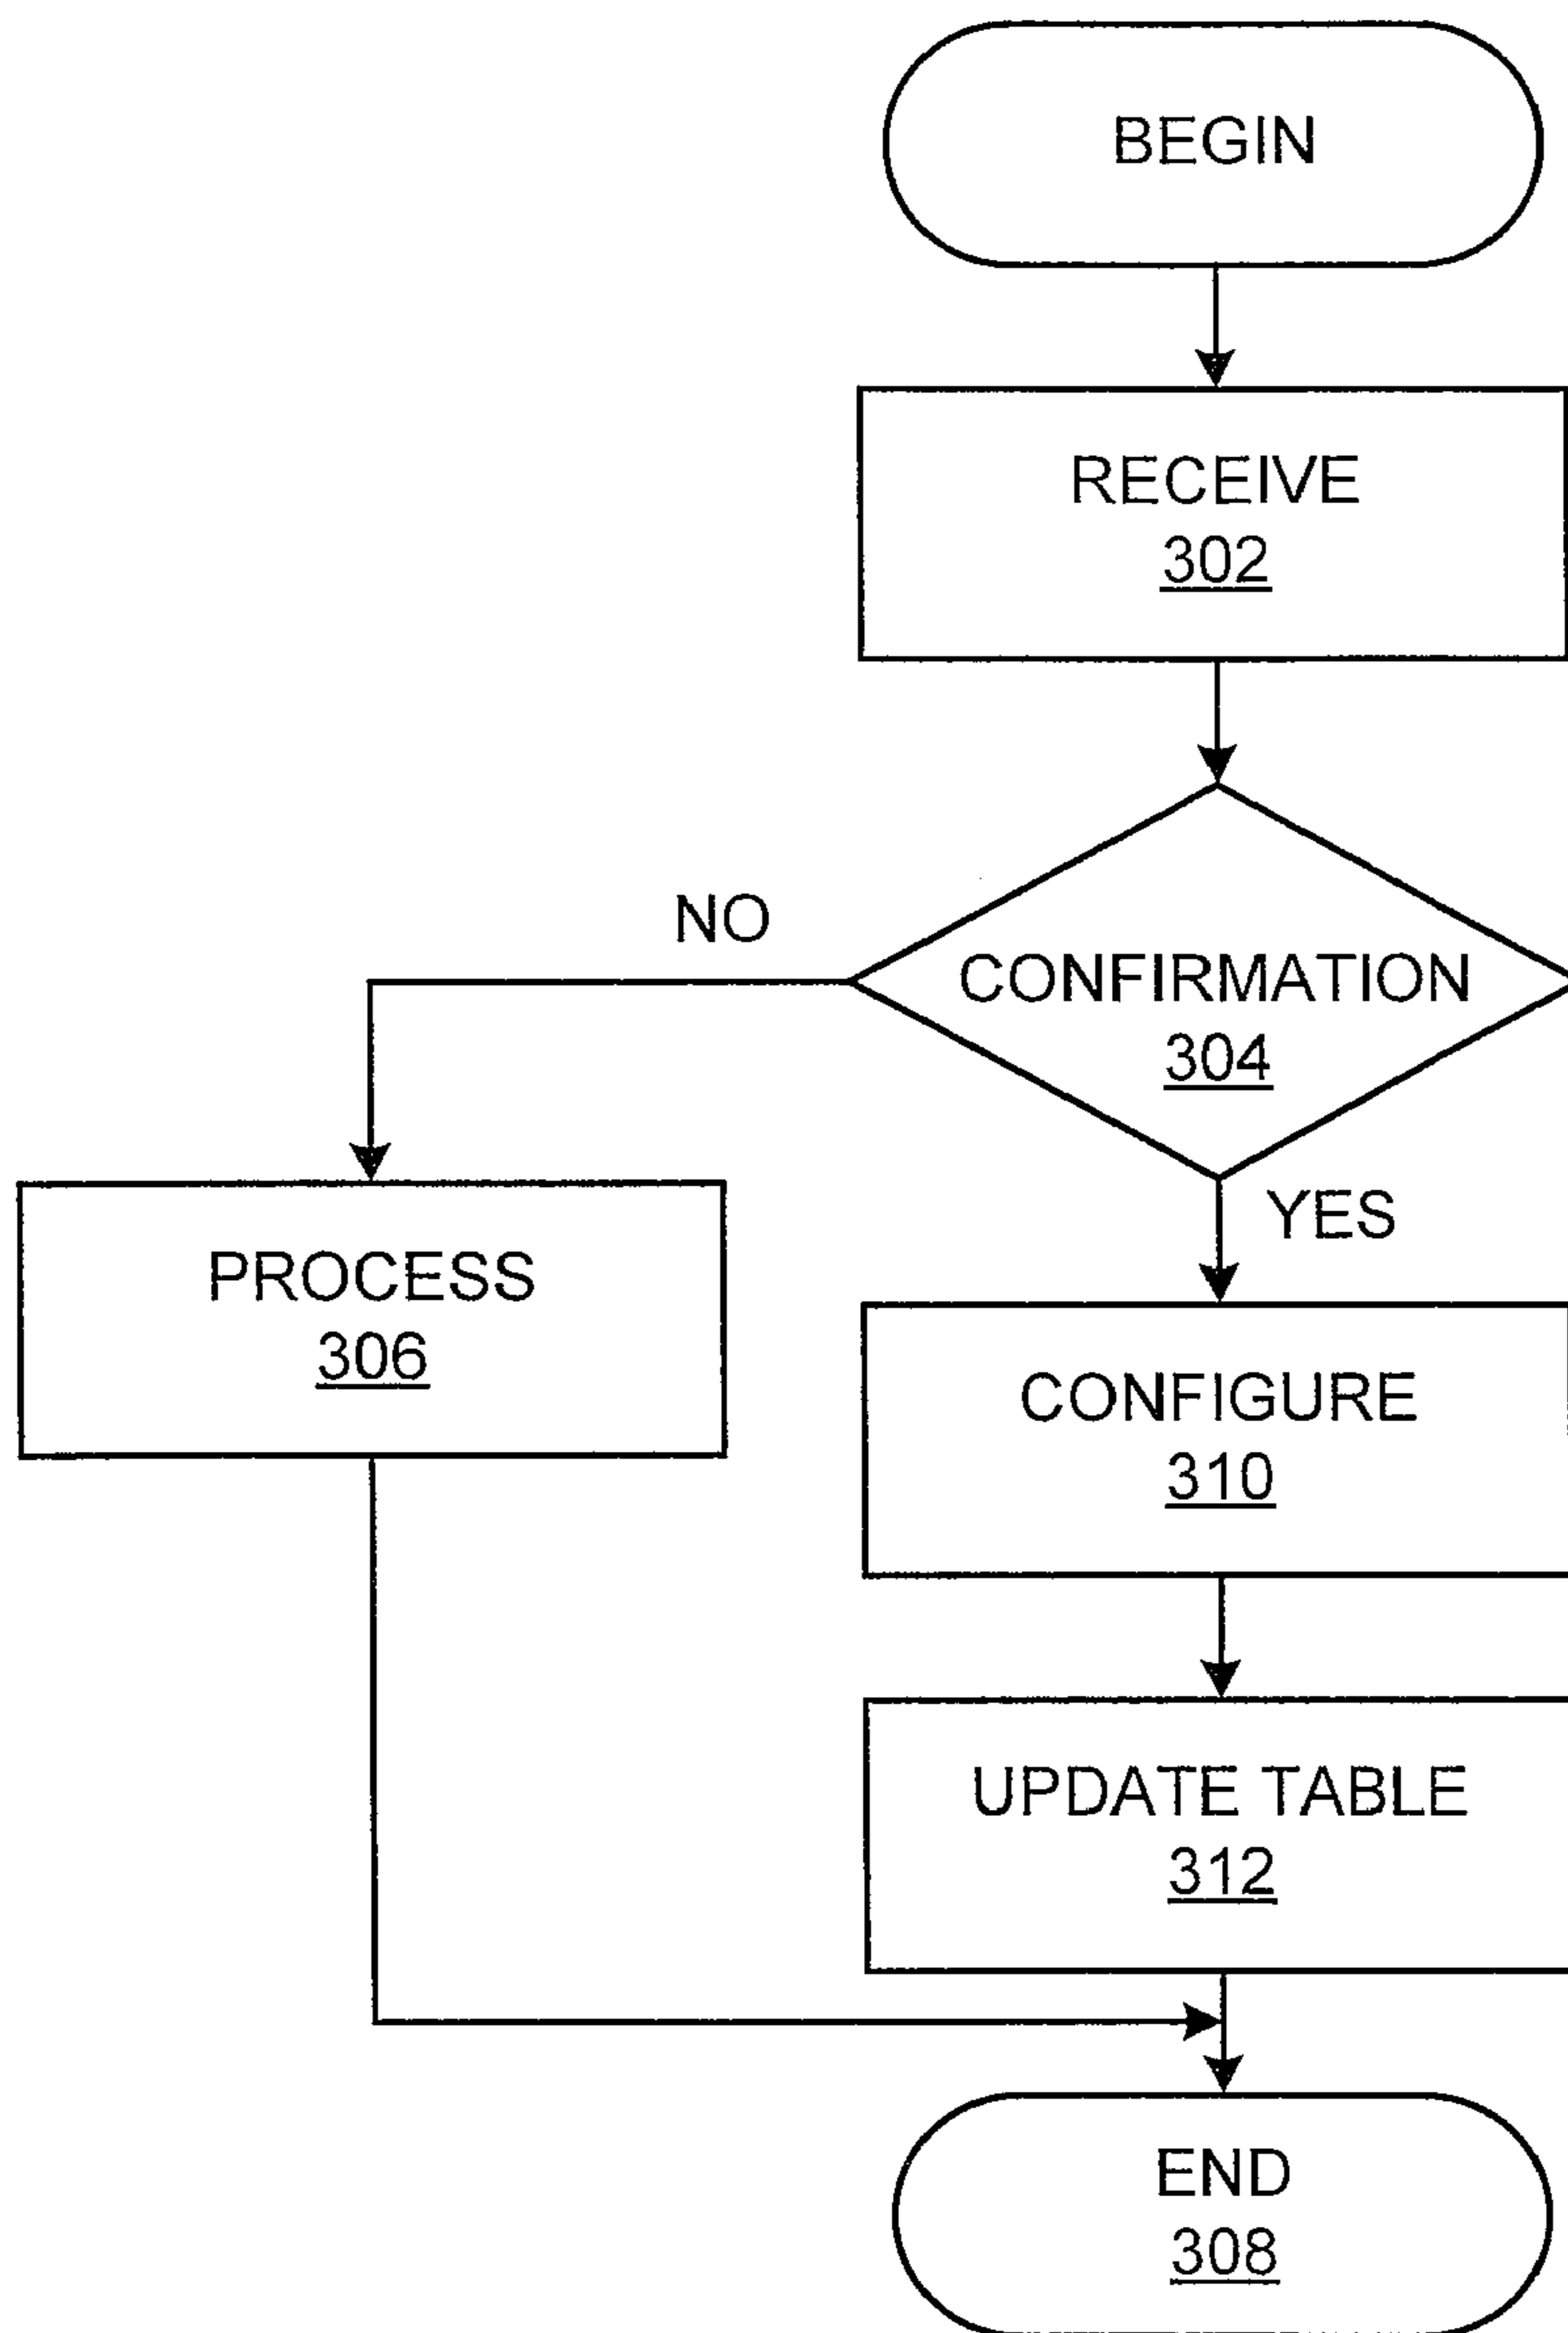 BEGIN
RECEIVE
302
NO
CONFIRMATION
304
YES
PROCESS
306
CONFIGURE
310
UPDATE TABLE
312
END
308